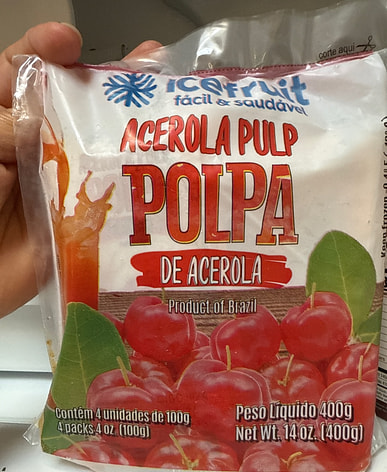 corte aqui
icefruit
fácil & saudável
ACEROLA PULP
POLPA
DE ACEROLA
Product of Brazil
Contém 4 unidades de 100g
4 packs 4 oz. (100g)
Peso Líquido 400g
Net Wt. 14 oz. (400g)